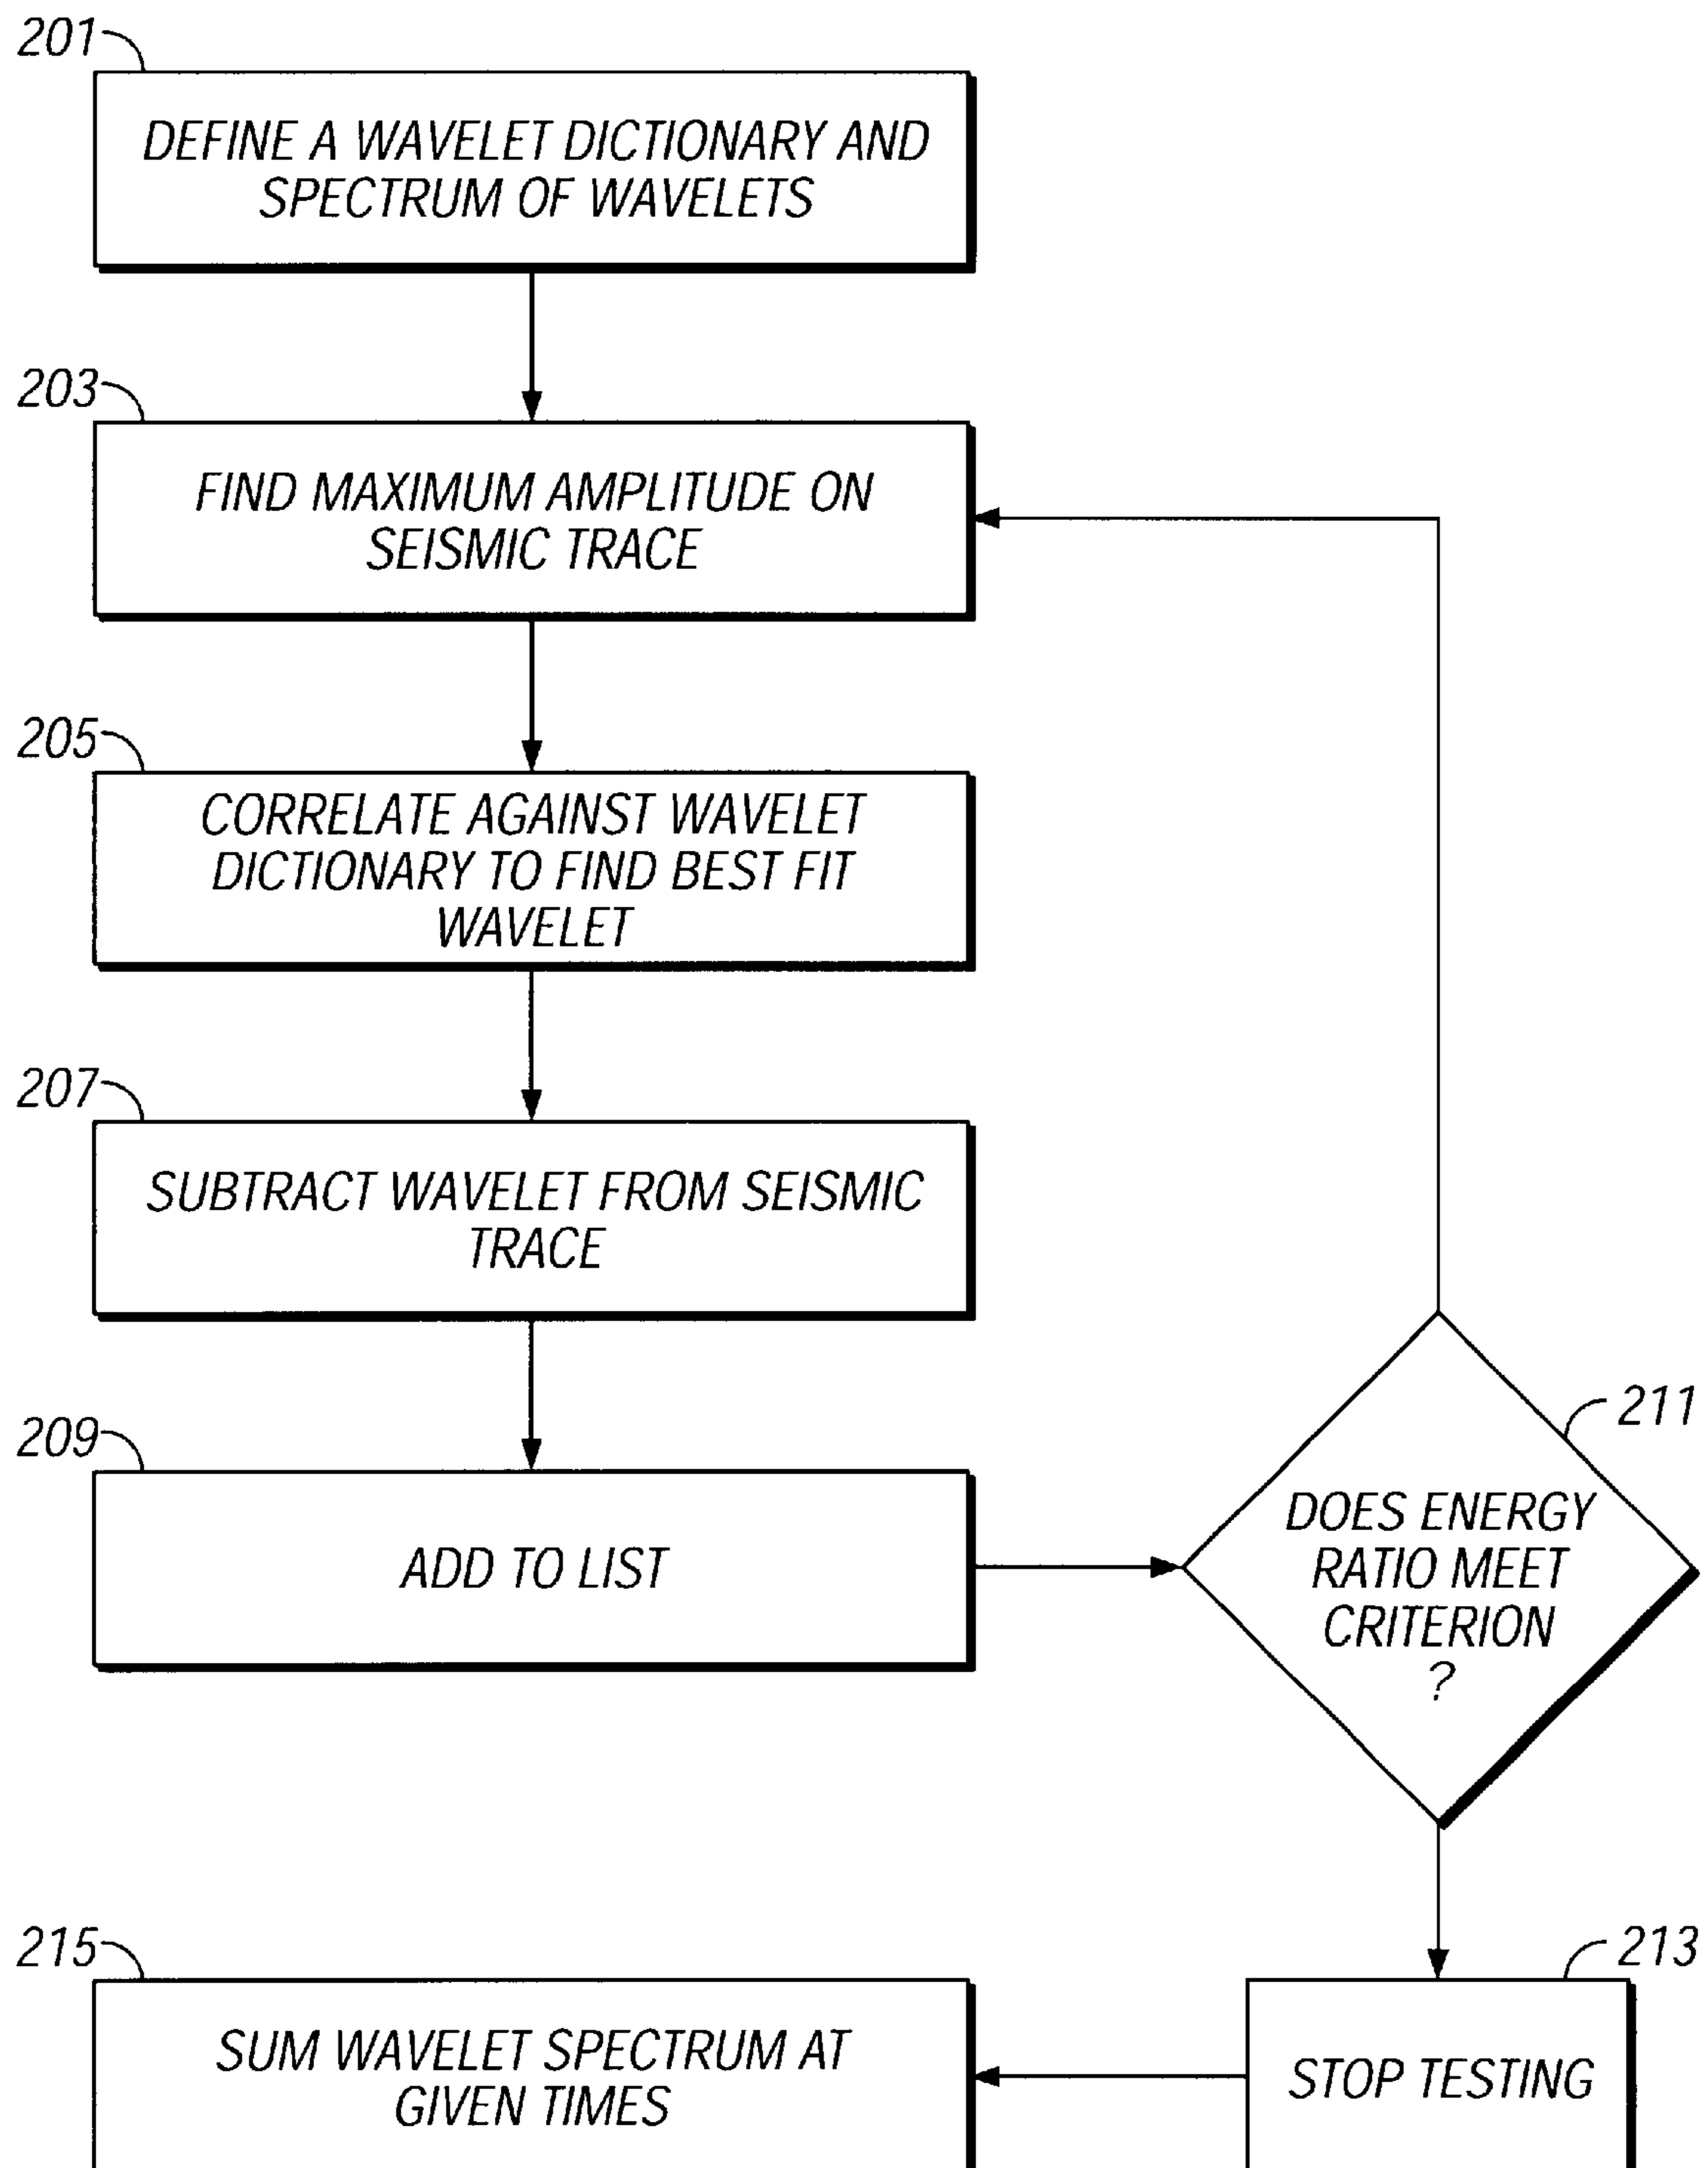 201
DEFINE A WAVELET DICTIONARY AND
SPECTRUM OF WAVELETS
203
FIND MAXIMUM AMPLITUDE ON
SEISMIC TRACE
205
CORRELATE AGAINST WAVELET
DICTIONARY TO FIND BEST FIT
WAVELET
207
SUBTRACT WAVELET FROM SEISMIC
TRACE
209
ADD TO LIST
211
DOES ENERGY
RATIO MEET
CRITERION
?
213
STOP TESTING
215
SUM WAVELET SPECTRUM AT
GIVEN TIMES